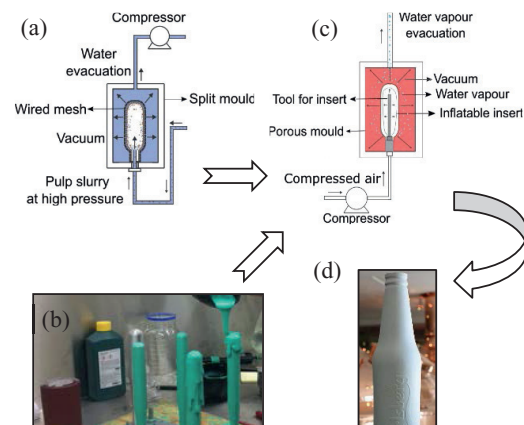 (a)
Compressor
Water
evacuation
Split mould
Wired mesh
Vacuum
Pulp slurry
at high pressure
(c)
Water vapour
evacuation
Vacuum
Water vapour
Tool for insert
Inflatable insert
Porous mould
Compressed air
Compressor
(b)
(d)